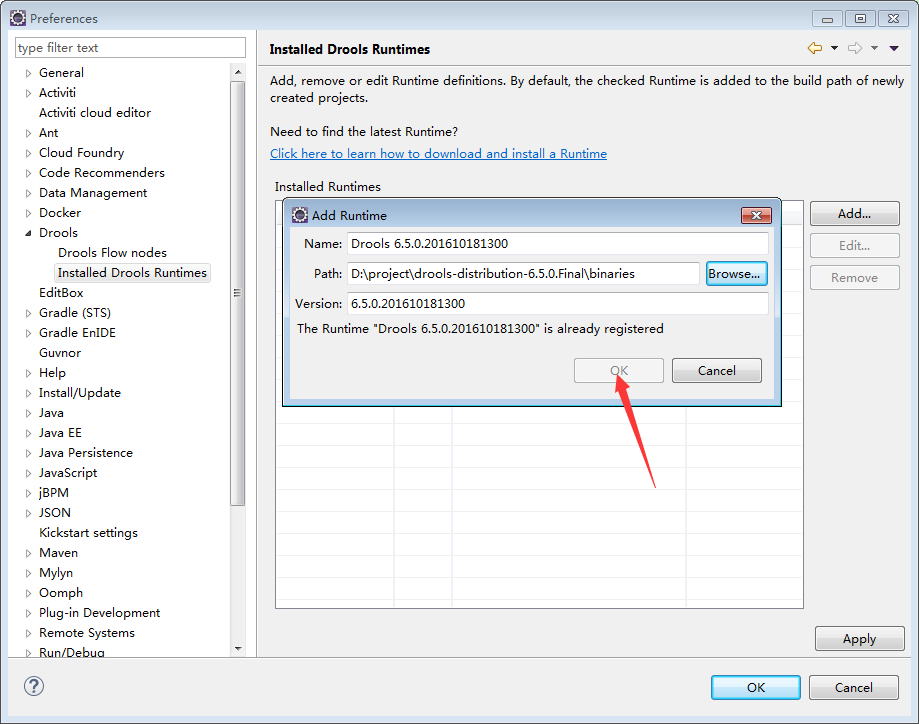 Preferences
type filter text
General
Activiti
Activiti cloud editor
Ant
Cloud Foundry
Code Recommenders
Data Management
Docker
Drools
Drools Flow nodes
Installed Drools Runtimes
EditBox
Gradle (STS)
Gradle EnIDE
Guvnor
Help
Install/Update
Java
Java EE
Java Persistence
JavaScript
jBPM
JSON
Kickstart settings
Maven
Mylyn
Oomph
Plug-in Development
Remote Systems
Run/Debug
Installed Drools Runtimes
Add, remove or edit Runtime definitions. By default, the checked Runtime is added to the build path of newly
created projects.
Need to find the latest Runtime?
Click here to learn how to download and install a Runtime
Installed Runtimes
Add...
Edit...
Remove
Add Runtime
Name: Drools 6.5.0.201610181300
Path: D:\project\drools-distribution-6.5.0.Final\binaries Browse...
Version: 6.5.0.201610181300
The Runtime "Drools 6.5.0.201610181300" is already registered
OK Cancel
Apply
? OK Cancel